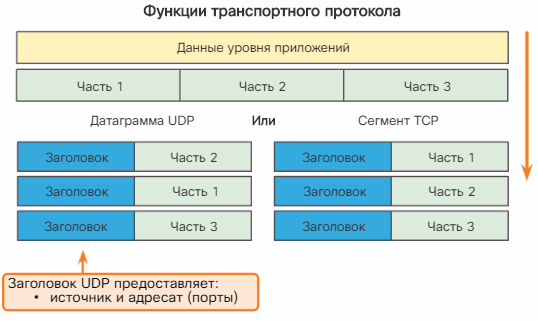 Функции транспортного протокола
Данные уровня приложений
Часть 1 Часть 2 Часть 3
Датаграмма UDP Или Сегмент TCP
Заголовок Часть 2 Заголовок Часть 1
Заголовок Часть 1 Заголовок Часть 2
Заголовок Часть 3 Заголовок Часть 3
Заголовок UDP предоставляет:
• источник и адресат (порты)